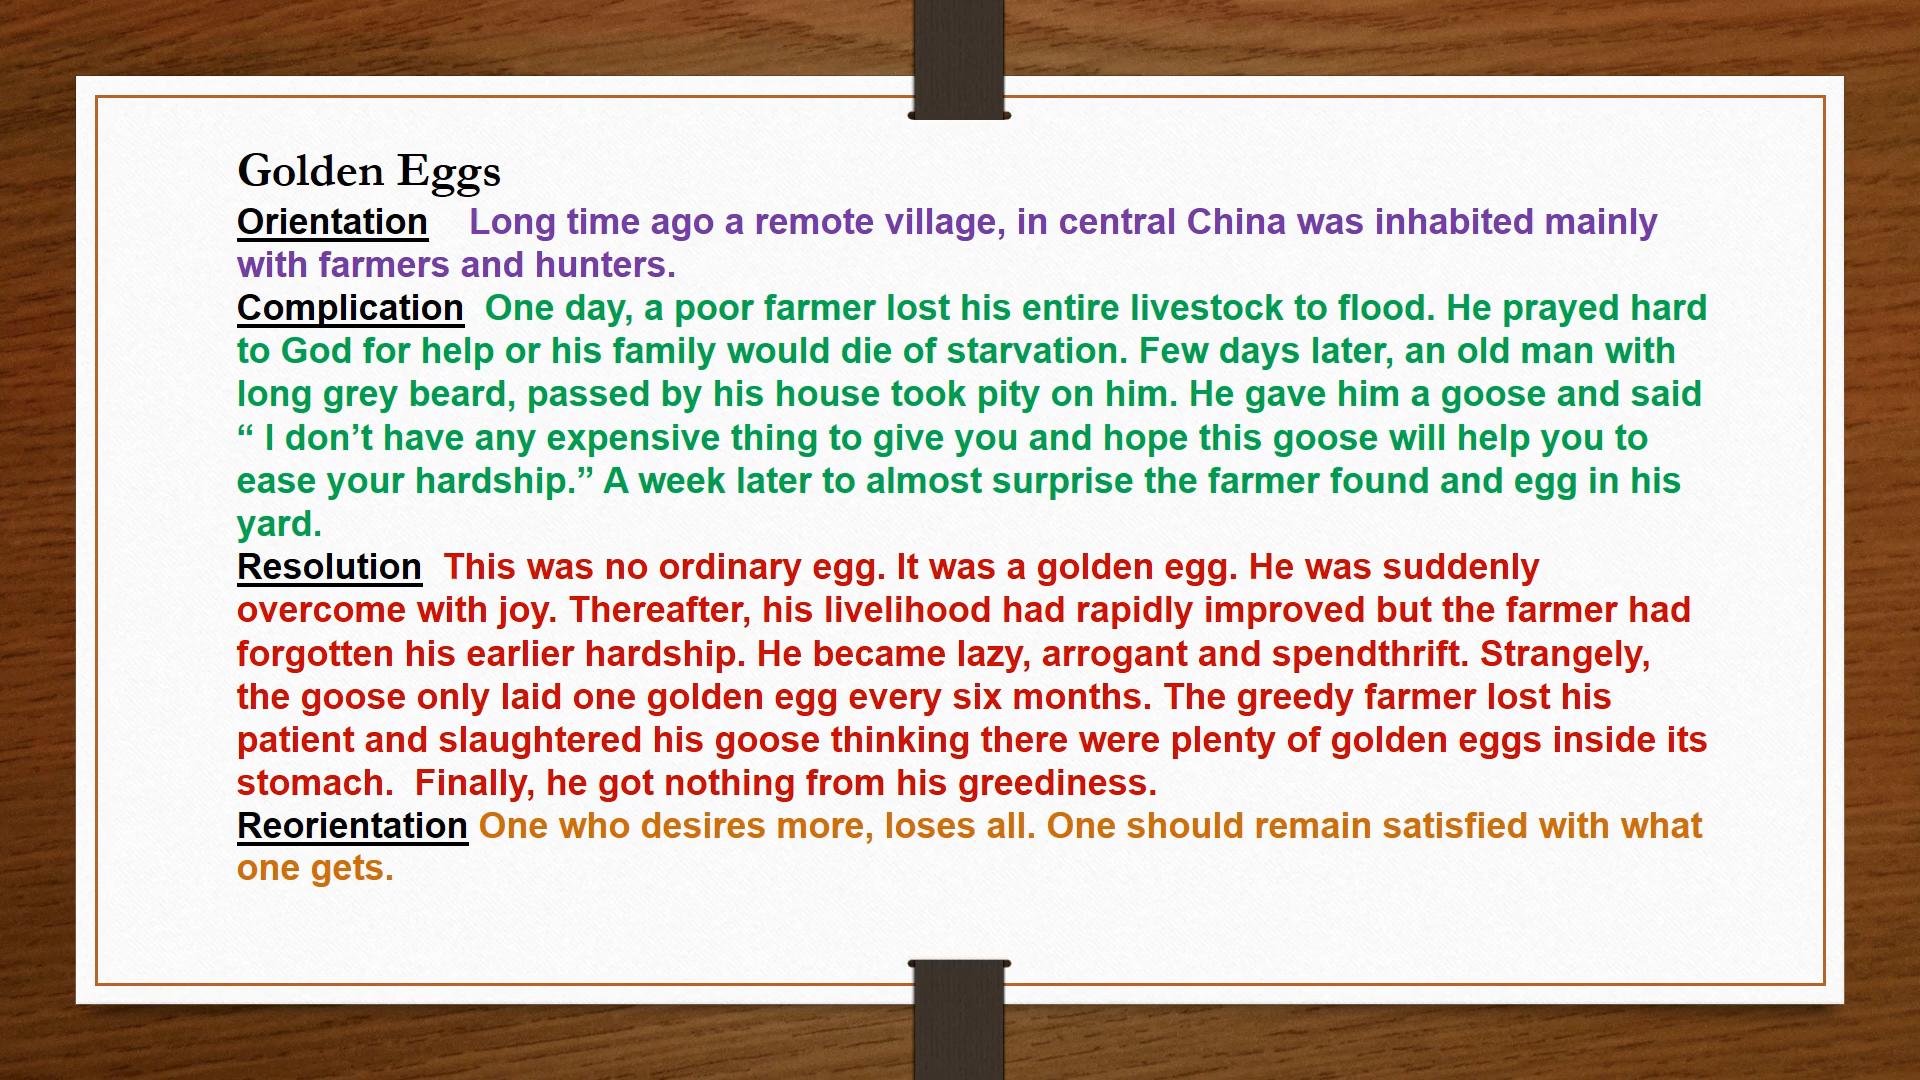 Golden Eggs
Orientation Long time ago a remote village, in central China was inhabited mainly
with farmers and hunters.
Complication One day, a poor farmer lost his entire livestock to flood. He prayed hard
to God for help or his family would die of starvation. Few days later, an old man with
long grey beard, passed by his house took pity on him. He gave him a goose and said
“ I don’t have any expensive thing to give you and hope this goose will help you to
ease your hardship.” A week later to almost surprise the farmer found and egg in his
yard.
Resolution This was no ordinary egg. It was a golden egg. He was suddenly
overcome with joy. Thereafter, his livelihood had rapidly improved but the farmer had
forgotten his earlier hardship. He became lazy, arrogant and spendthrift. Strangely,
the goose only laid one golden egg every six months. The greedy farmer lost his
patient and slaughtered his goose thinking there were plenty of golden eggs inside its
stomach. Finally, he got nothing from his greediness.
Reorientation One who desires more, loses all. One should remain satisfied with what
one gets.